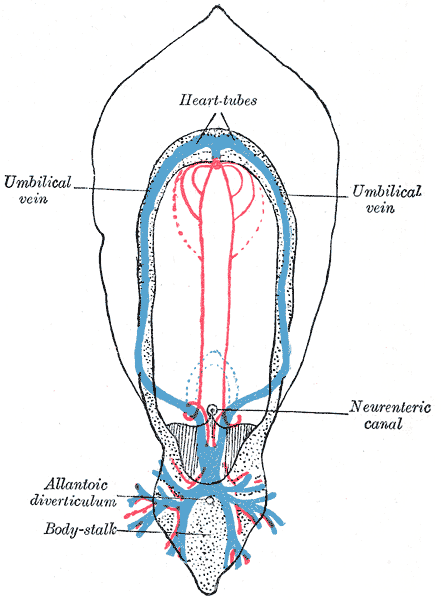 Heart-tubes
Umbilical
vein
Umbilical
vein
Neurenteric
canal
Allantoic
diverticulum
Body-stalk